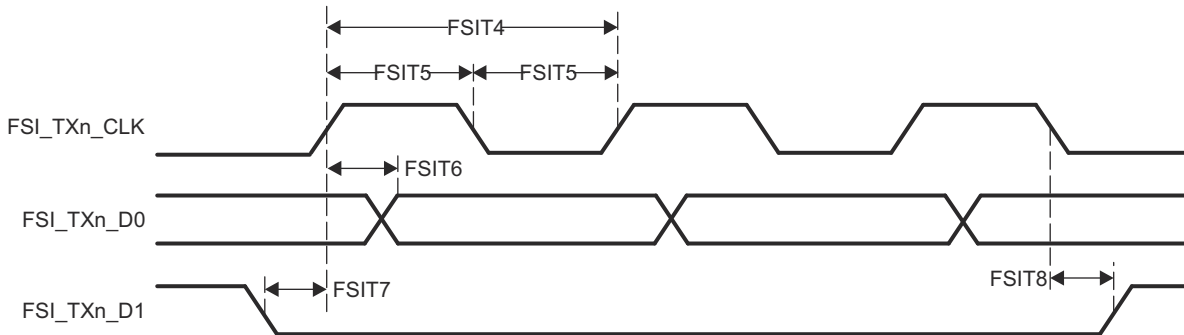 FSIT4
FSIT5 FSIT5
FSI_TXn_CLK
FSIT6
FSI_TXn_D0
FSIT7
FSIT8
FSI_TXn_D1